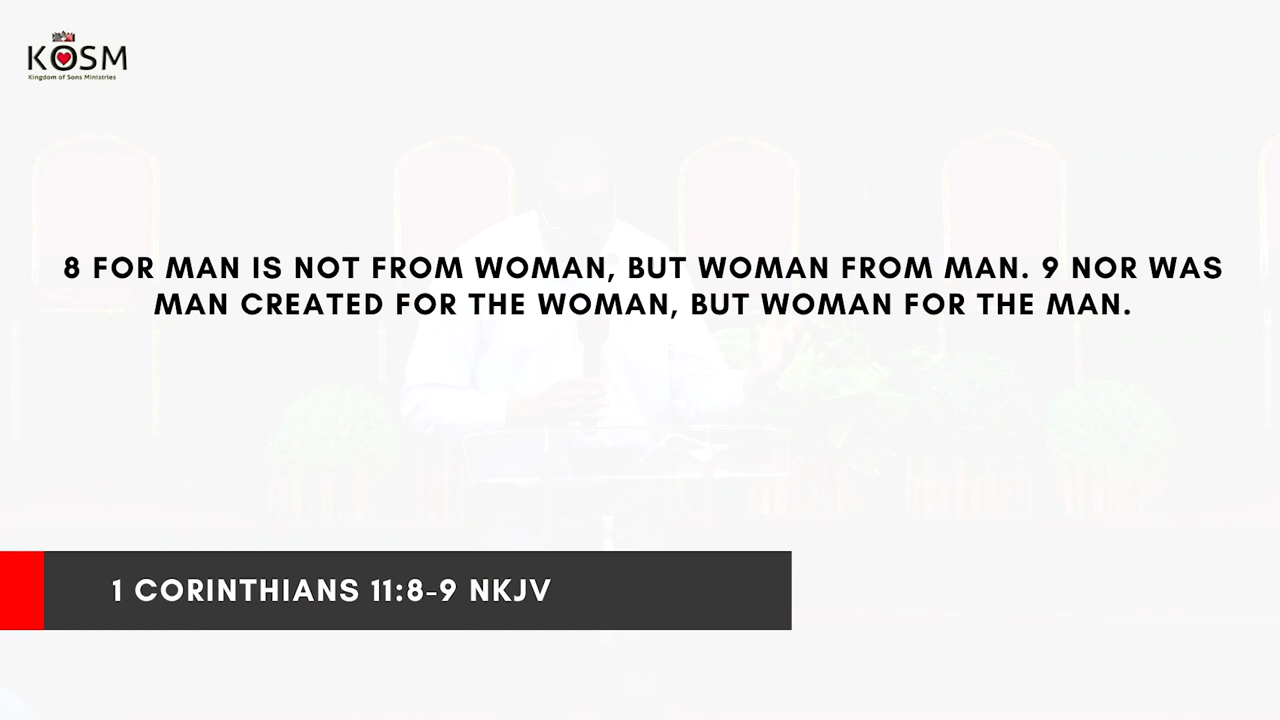 KOSM
Kingdom of Sons Ministries
8 FOR MAN IS NOT FROM WOMAN, BUT WOMAN FROM MAN. 9 NOR WAS
MAN CREATED FOR THE WOMAN, BUT WOMAN FOR THE MAN.
1 CORINTHIANS 11:8-9 NKJV